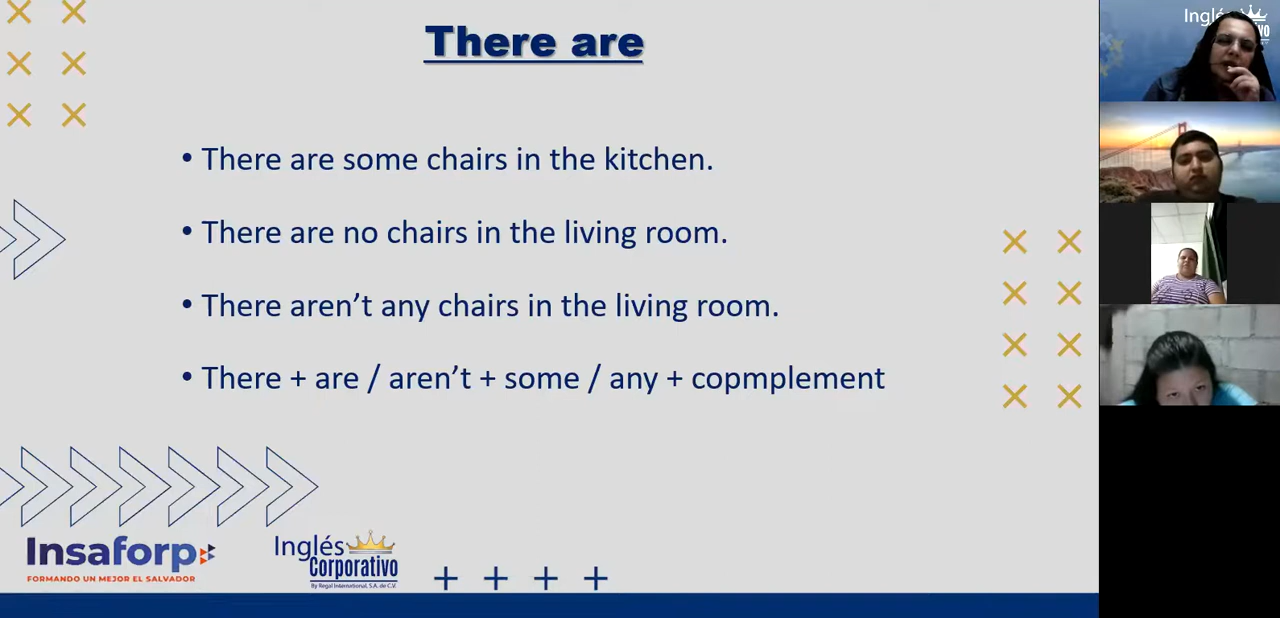 There are
• There are some chairs in the kitchen.
• There are no chairs in the living room.
• There aren't any chairs in the living room.
• There + are / aren't + some / any + copmplement
Insaforp
FORMANDO UN MEJOR EL SALVADOR
Inglés
Corporativo
By Regal International, S.A. de C.V.